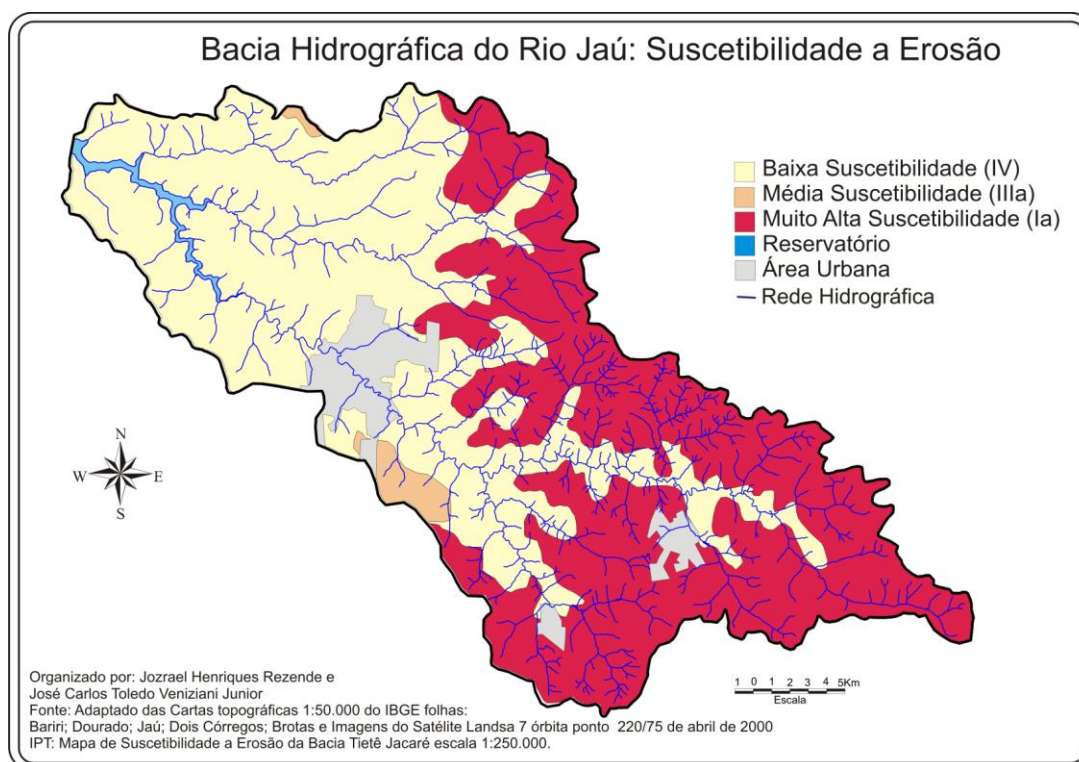 Bacia Hidrográfica do Rio Jaú: Suscetibilidade a Erosão
Baixa Suscetibilidade (IV)
Média Suscetibilidade (IIIa)
Muito Alta Suscetibilidade (Ia)
Reservatório
Área Urbana
Rede Hidrográfica
N
W E
S
Organizado por: Jozrael Henriques Rezende e
José Carlos Toledo Veniziani Junior
Fonte: Adaptado das Cartas topográficas 1:50.000 do IBGE folhas:
Bariri; Dourado; Jaú; Dois Córregos; Brotas e Imagens do Satélite Landsa 7 órbita ponto 220/75 de abril de 2000
IPT: Mapa de Suscetibilidade a Erosão da Bacia Tietê Jacaré escala 1:250.000.
1 0 1 2 3 4 5Km
Escala